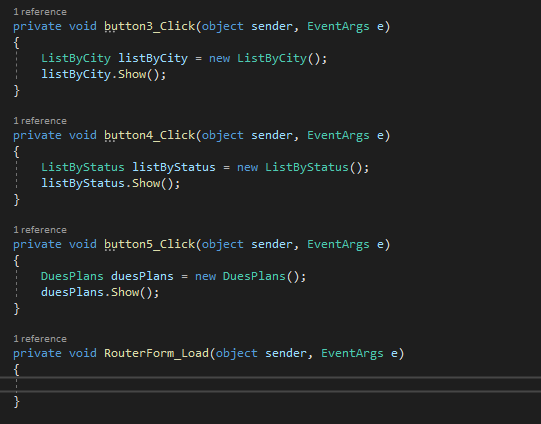 1 reference
private void button3_Click(object sender, EventArgs e)
{
    ListByCity listByCity = new ListByCity();
    listByCity.Show();
}
1 reference
private void button4_Click(object sender, EventArgs e)
{
    ListByStatus listByStatus = new ListByStatus();
    listByStatus.Show();
}
1 reference
private void button5_Click(object sender, EventArgs e)
{
    DuesPlans duesPlans = new DuesPlans();
    duesPlans.Show();
}
1 reference
private void RouterForm_Load(object sender, EventArgs e)
{
}